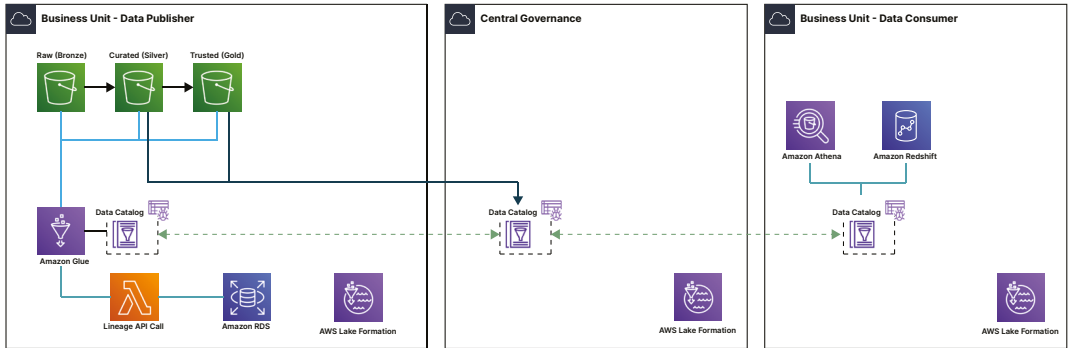 Business Unit - Data Publisher
Central Governance
Business Unit - Data Consumer
Raw (Bronze)
Curated (Silver)
Trusted (Gold)
Amazon Athena
Amazon Redshift
Data Catalog
Data Catalog
Data Catalog
Amazon Glue
Lineage API Call
Amazon RDS
AWS Lake Formation
AWS Lake Formation
AWS Lake Formation